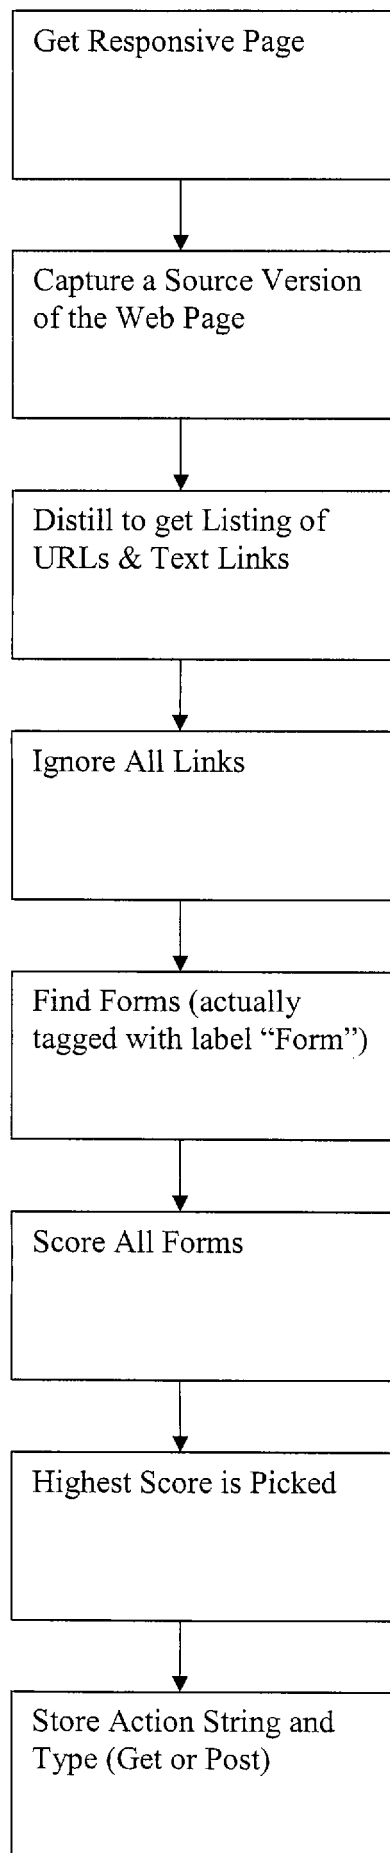 Get Responsive Page
Capture a Source Version
of the Web Page
Distill to get Listing of
URLs & Text Links
Ignore All Links
Find Forms (actually
tagged with label “Form”)
Score All Forms
Highest Score is Picked
Store Action String and
Type (Get or Post)